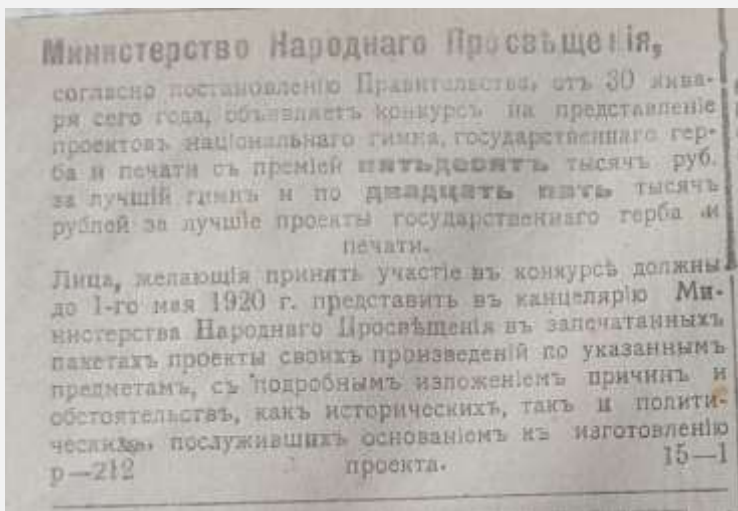 Министерство Народнаго Просвѣщенія,
согласно постановленію Правительства, отъ 30 янва-
ря сего года, объявляетъ конкурсъ на представленіе
проектовъ національнаго гимна, государственнаго гер-
ба и печати съ преміей пятьдесятъ тысячъ руб.
за лучшій гимнъ и по двадцать пять тысячъ
рублей за лучшіе проекты государственнаго герба и
печати.
Лица, желающія принять участіе въ конкурсѣ должны
до 1-го мая 1920 г. представить въ канцелярію Ми-
нистерства Народнаго Просвѣщенія въ запечатанныхъ
пакетахъ проекты своихъ произведеній по указаннымъ
предметамъ, съ подробнымъ изложеніемъ причинъ и
обстоятельствъ, какъ историческихъ, такъ и полити-
ческихъ, послужившихъ основаніемъ къ изготовленію
р—212 проекта. 15—1